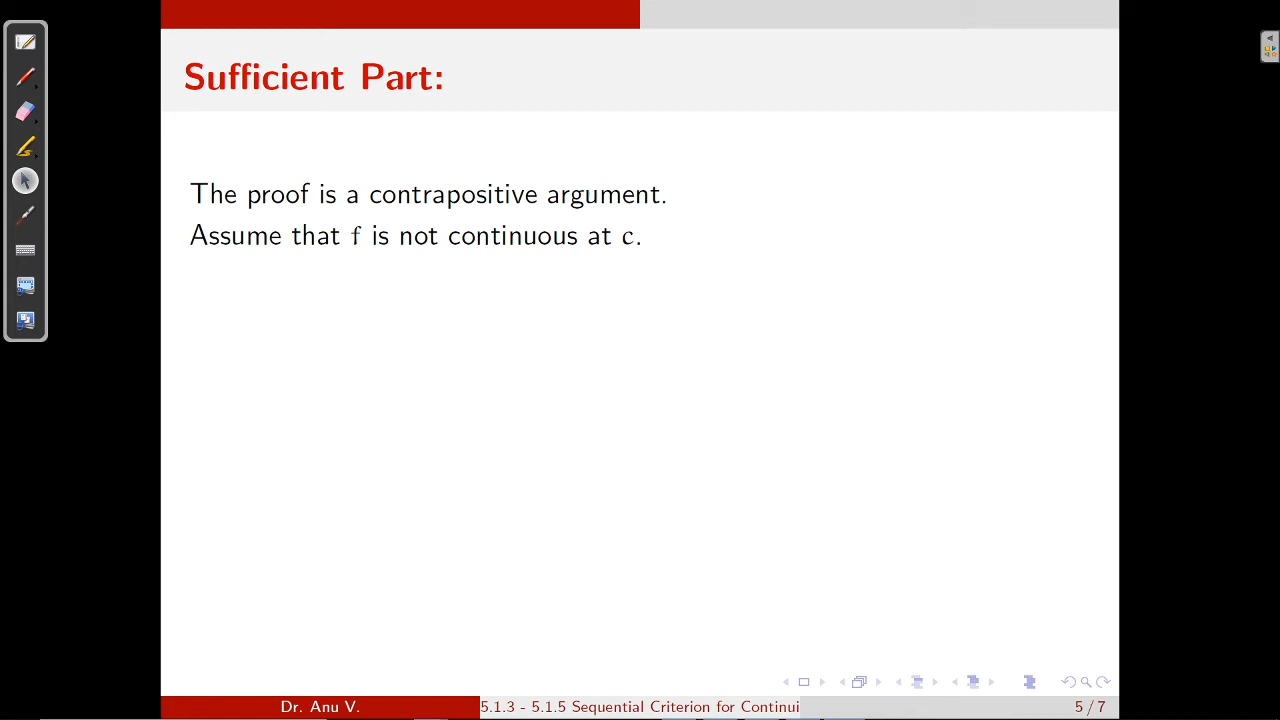 Sufficient Part:
The proof is a contrapositive argument.
Assume that f is not continuous at c.
Dr. Anu V.
5.1.3 - 5.1.5 Sequential Criterion for Continui
5 / 7